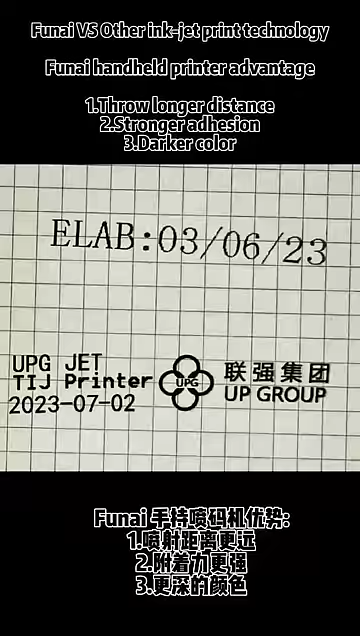 Funai VS Other ink-jet print technology
Funai handheld printer advantage
1.Throw longer distance
2.Stronger adhesion
3.Darker color
ELAB:03/06/23
UPG JET
TIJ Printer
2023-07-02
UPG
联强集团
UP GROUP
Funai 手持喷码机优势:
1.喷射距离更远
2.附着力更强
3.更深的颜色